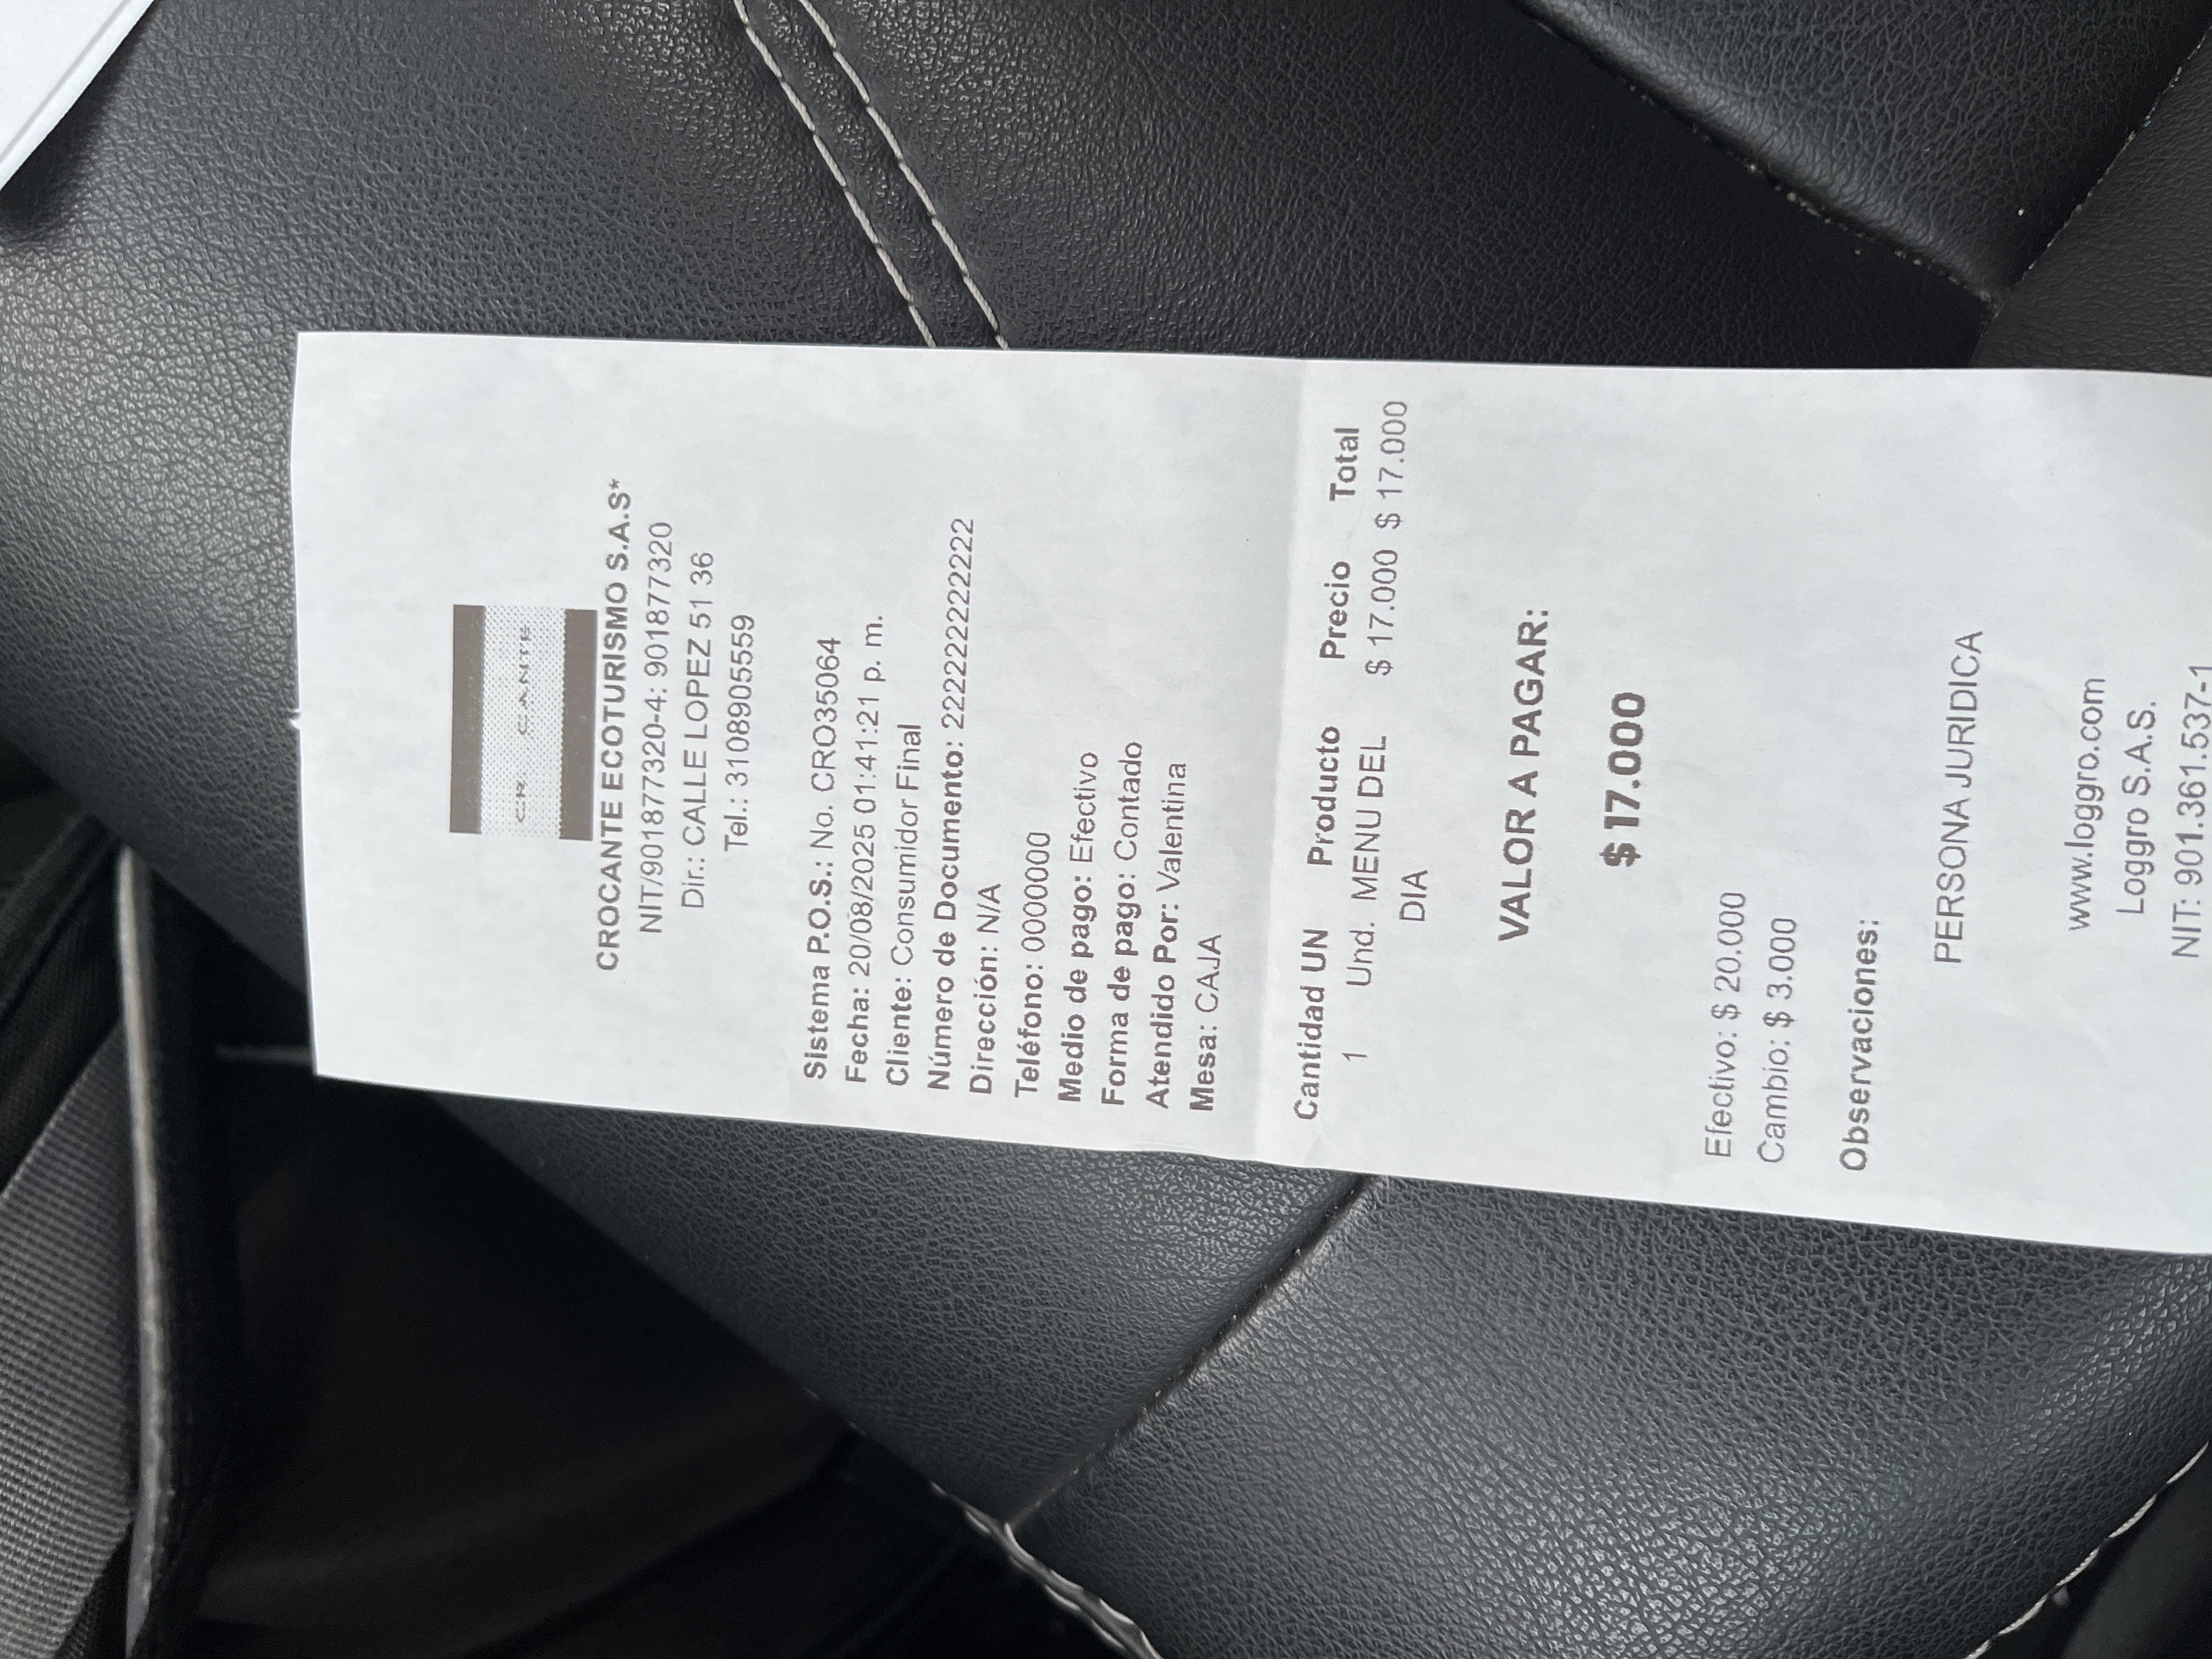 CR CANTE
CROCANTE ECOTURISMO S.A.S*
NIT/901877320-4: 901877320
Dir.: CALLE LOPEZ 51 36
Tel.: 3108905559
Sistema P.O.S.: No. CRO35064
Fecha: 20/08/2025 01:41:21 p. m.
Cliente: Consumidor Final
Número de Documento: 222222222222
Dirección: N/A
Teléfono: 0000000
Medio de pago: Efectivo
Forma de pago: Contado
Atendido Por: Valentina
Mesa: CAJA
Cantidad UN Producto Precio Total
1 Und. MENU DEL $ 17.000 $ 17.000
DIA
VALOR A PAGAR:
$ 17.000
Efectivo: $ 20.000
Cambio: $ 3.000
Observaciones:
PERSONA JURIDICA
www.loggro.com
Loggro S.A.S.
NIT: 901.361.537-1